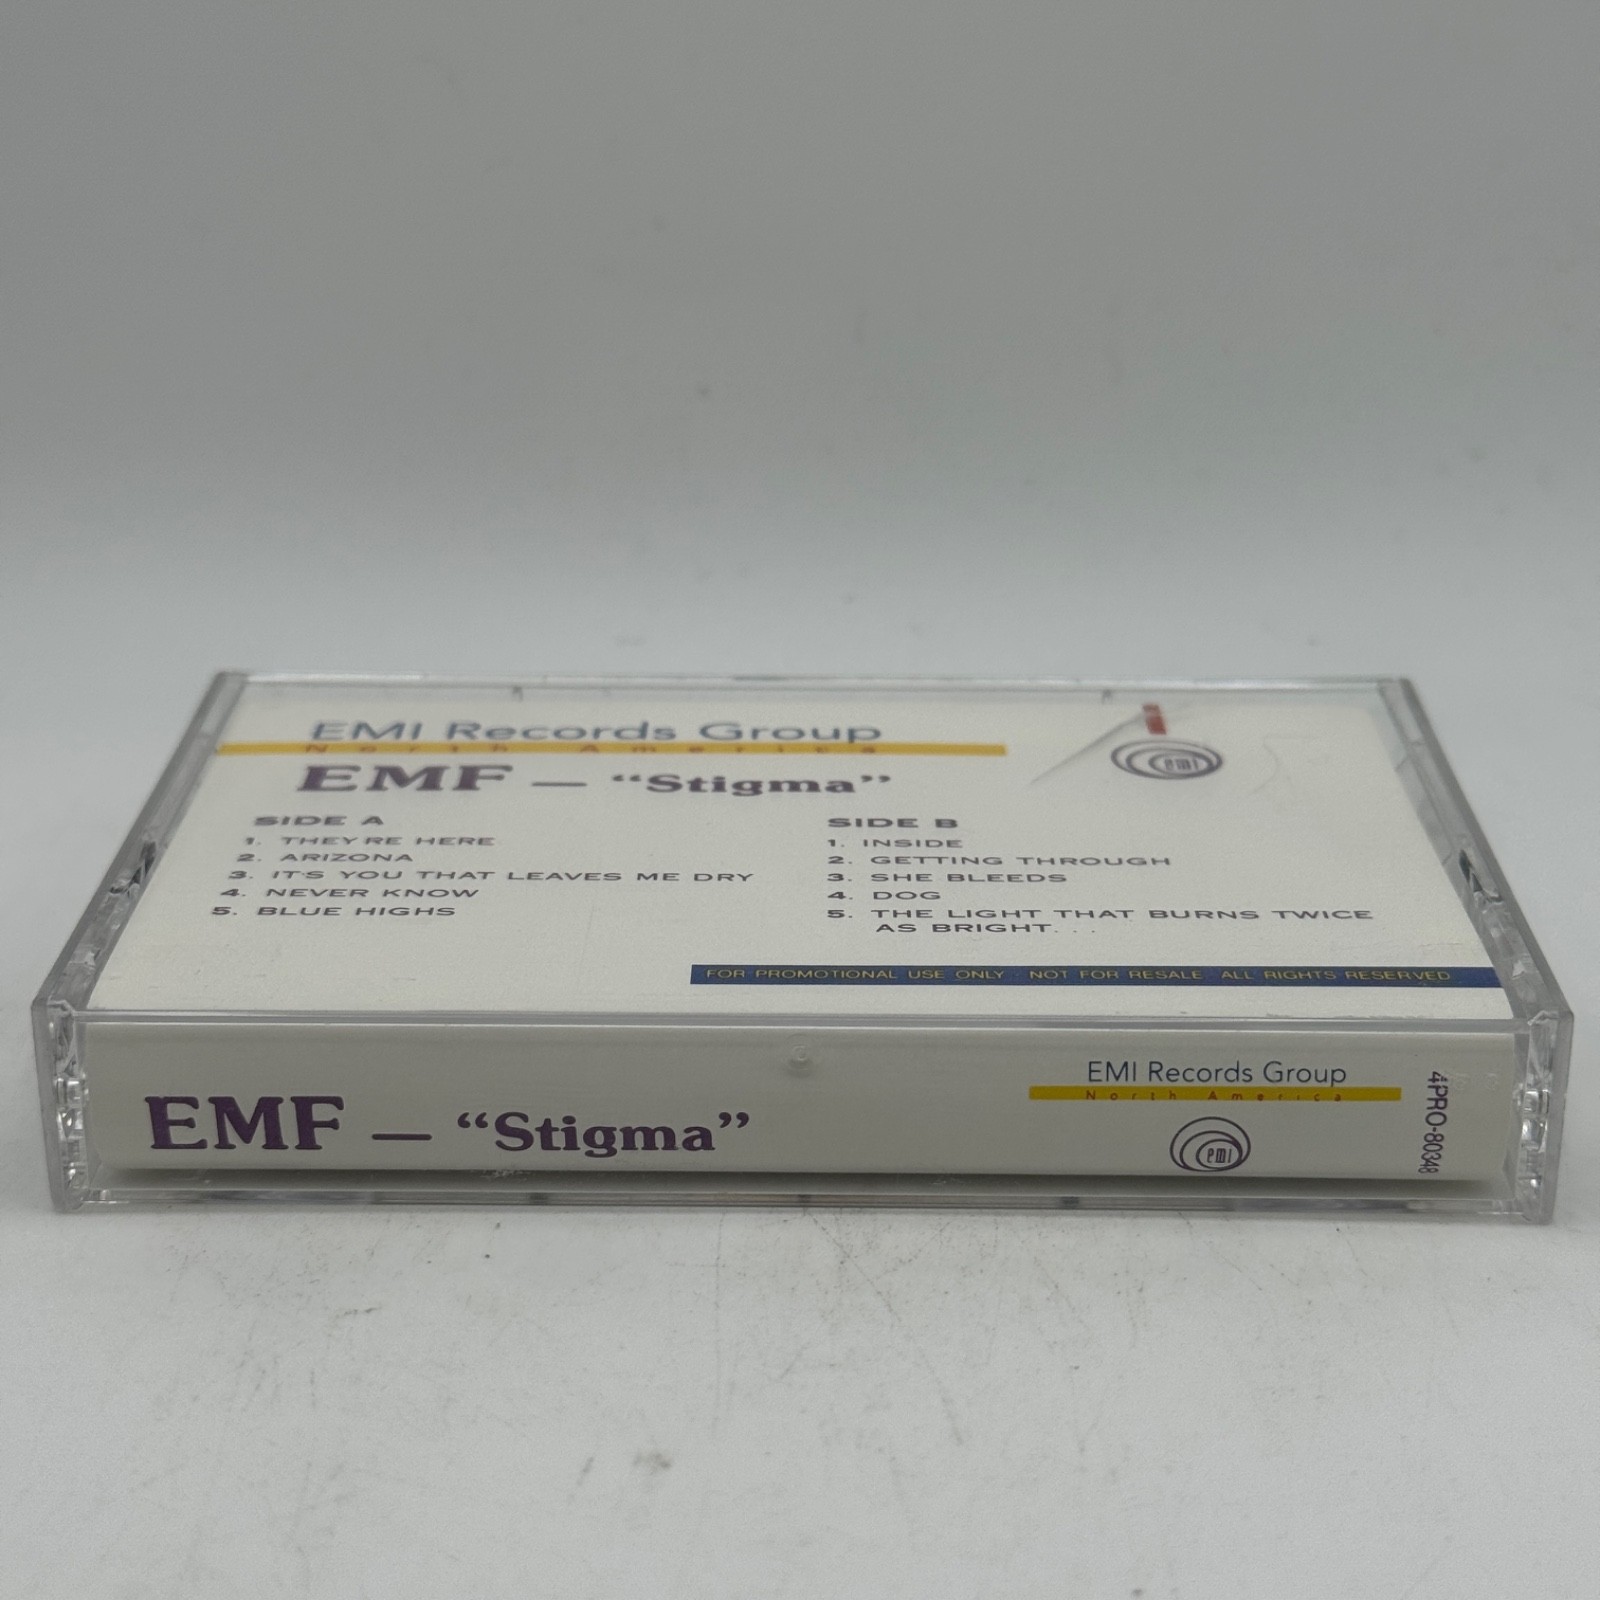 EMI Records Group
North America
emi
EMF — “Stigma”
SIDE A
1. THEY'RE HERE
2. ARIZONA
3. IT'S YOU THAT LEAVES ME DRY
4. NEVER KNOW
5. BLUE HIGHS
SIDE B
1. INSIDE
2. GETTING THROUGH
3. SHE BLEEDS
4. DOG
5. THE LIGHT THAT BURNS TWICE
AS BRIGHT. . .
FOR PROMOTIONAL USE ONLY · NOT FOR RESALE ALL RIGHTS RESERVED
EMF — “Stigma”
EMI Records Group
North America
emi
4PRO-80348